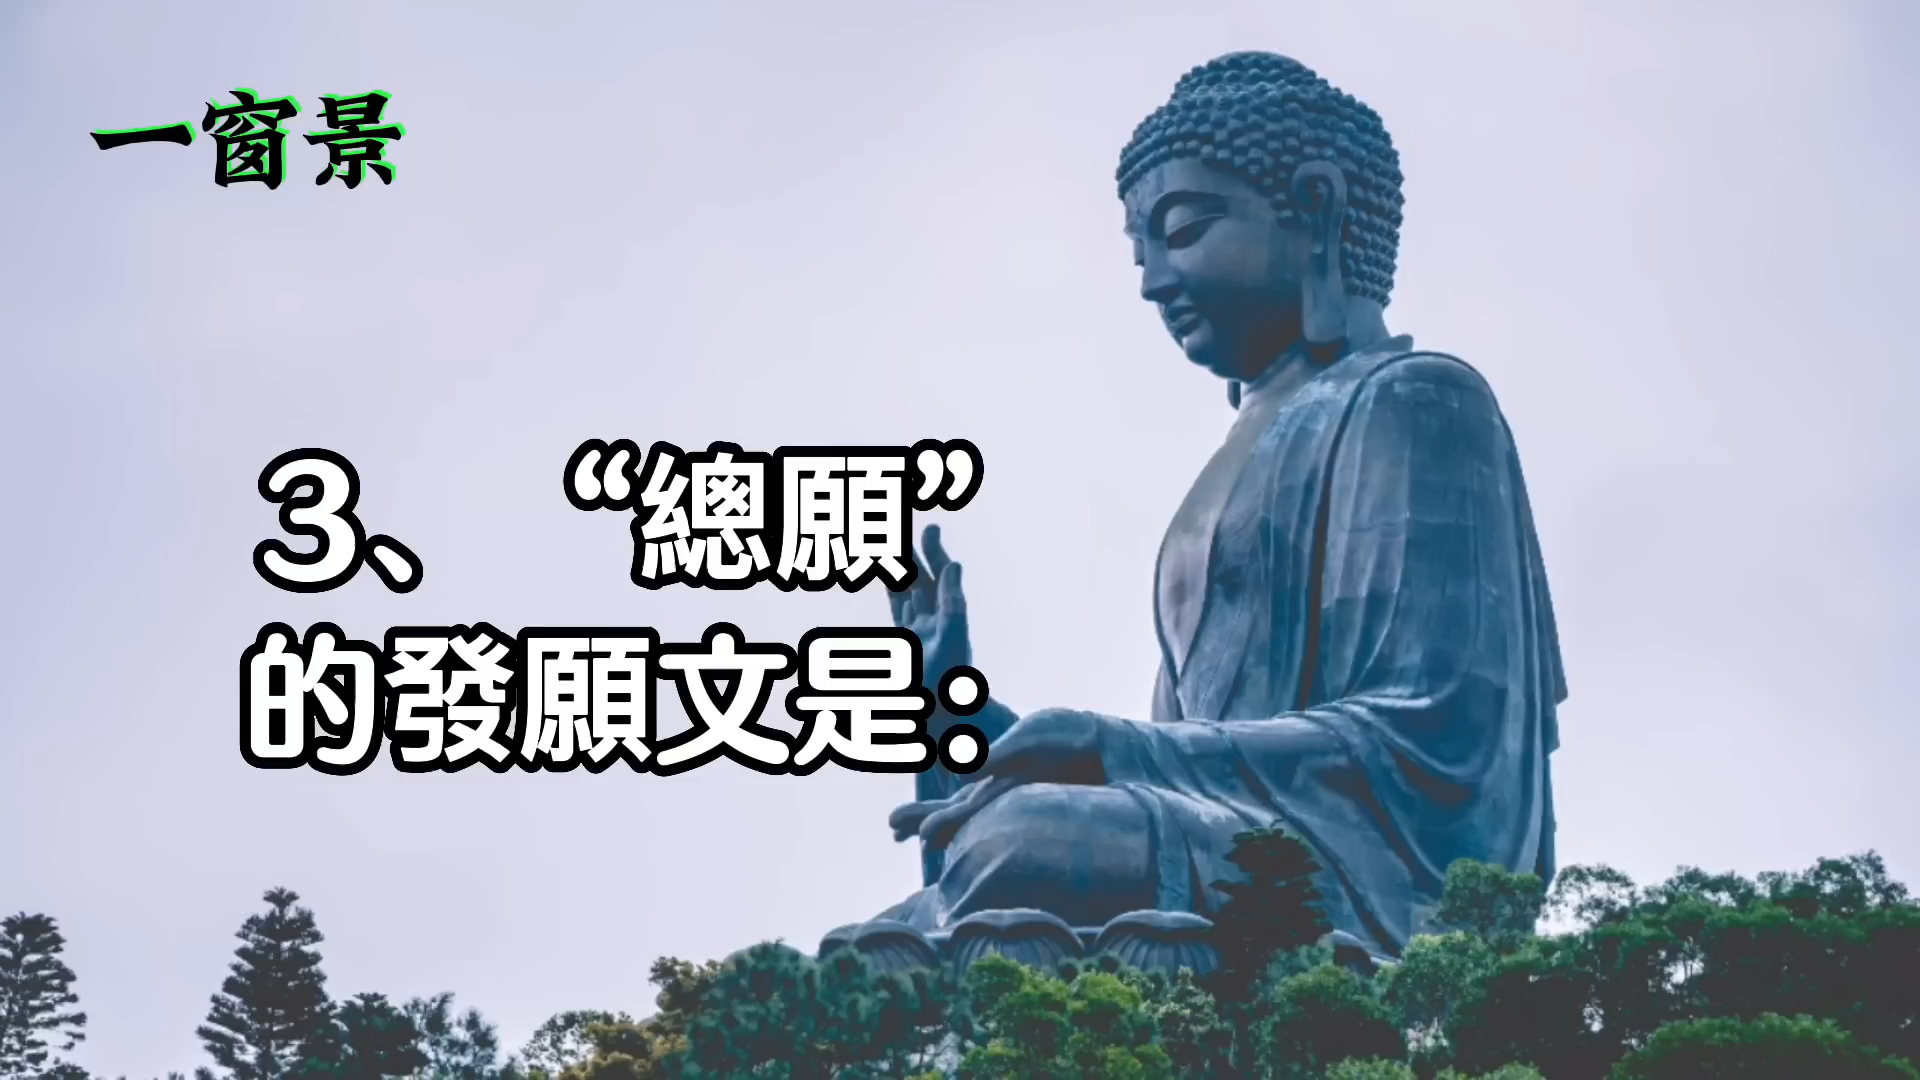 一窗景
3、 “總願”
的發願文是：